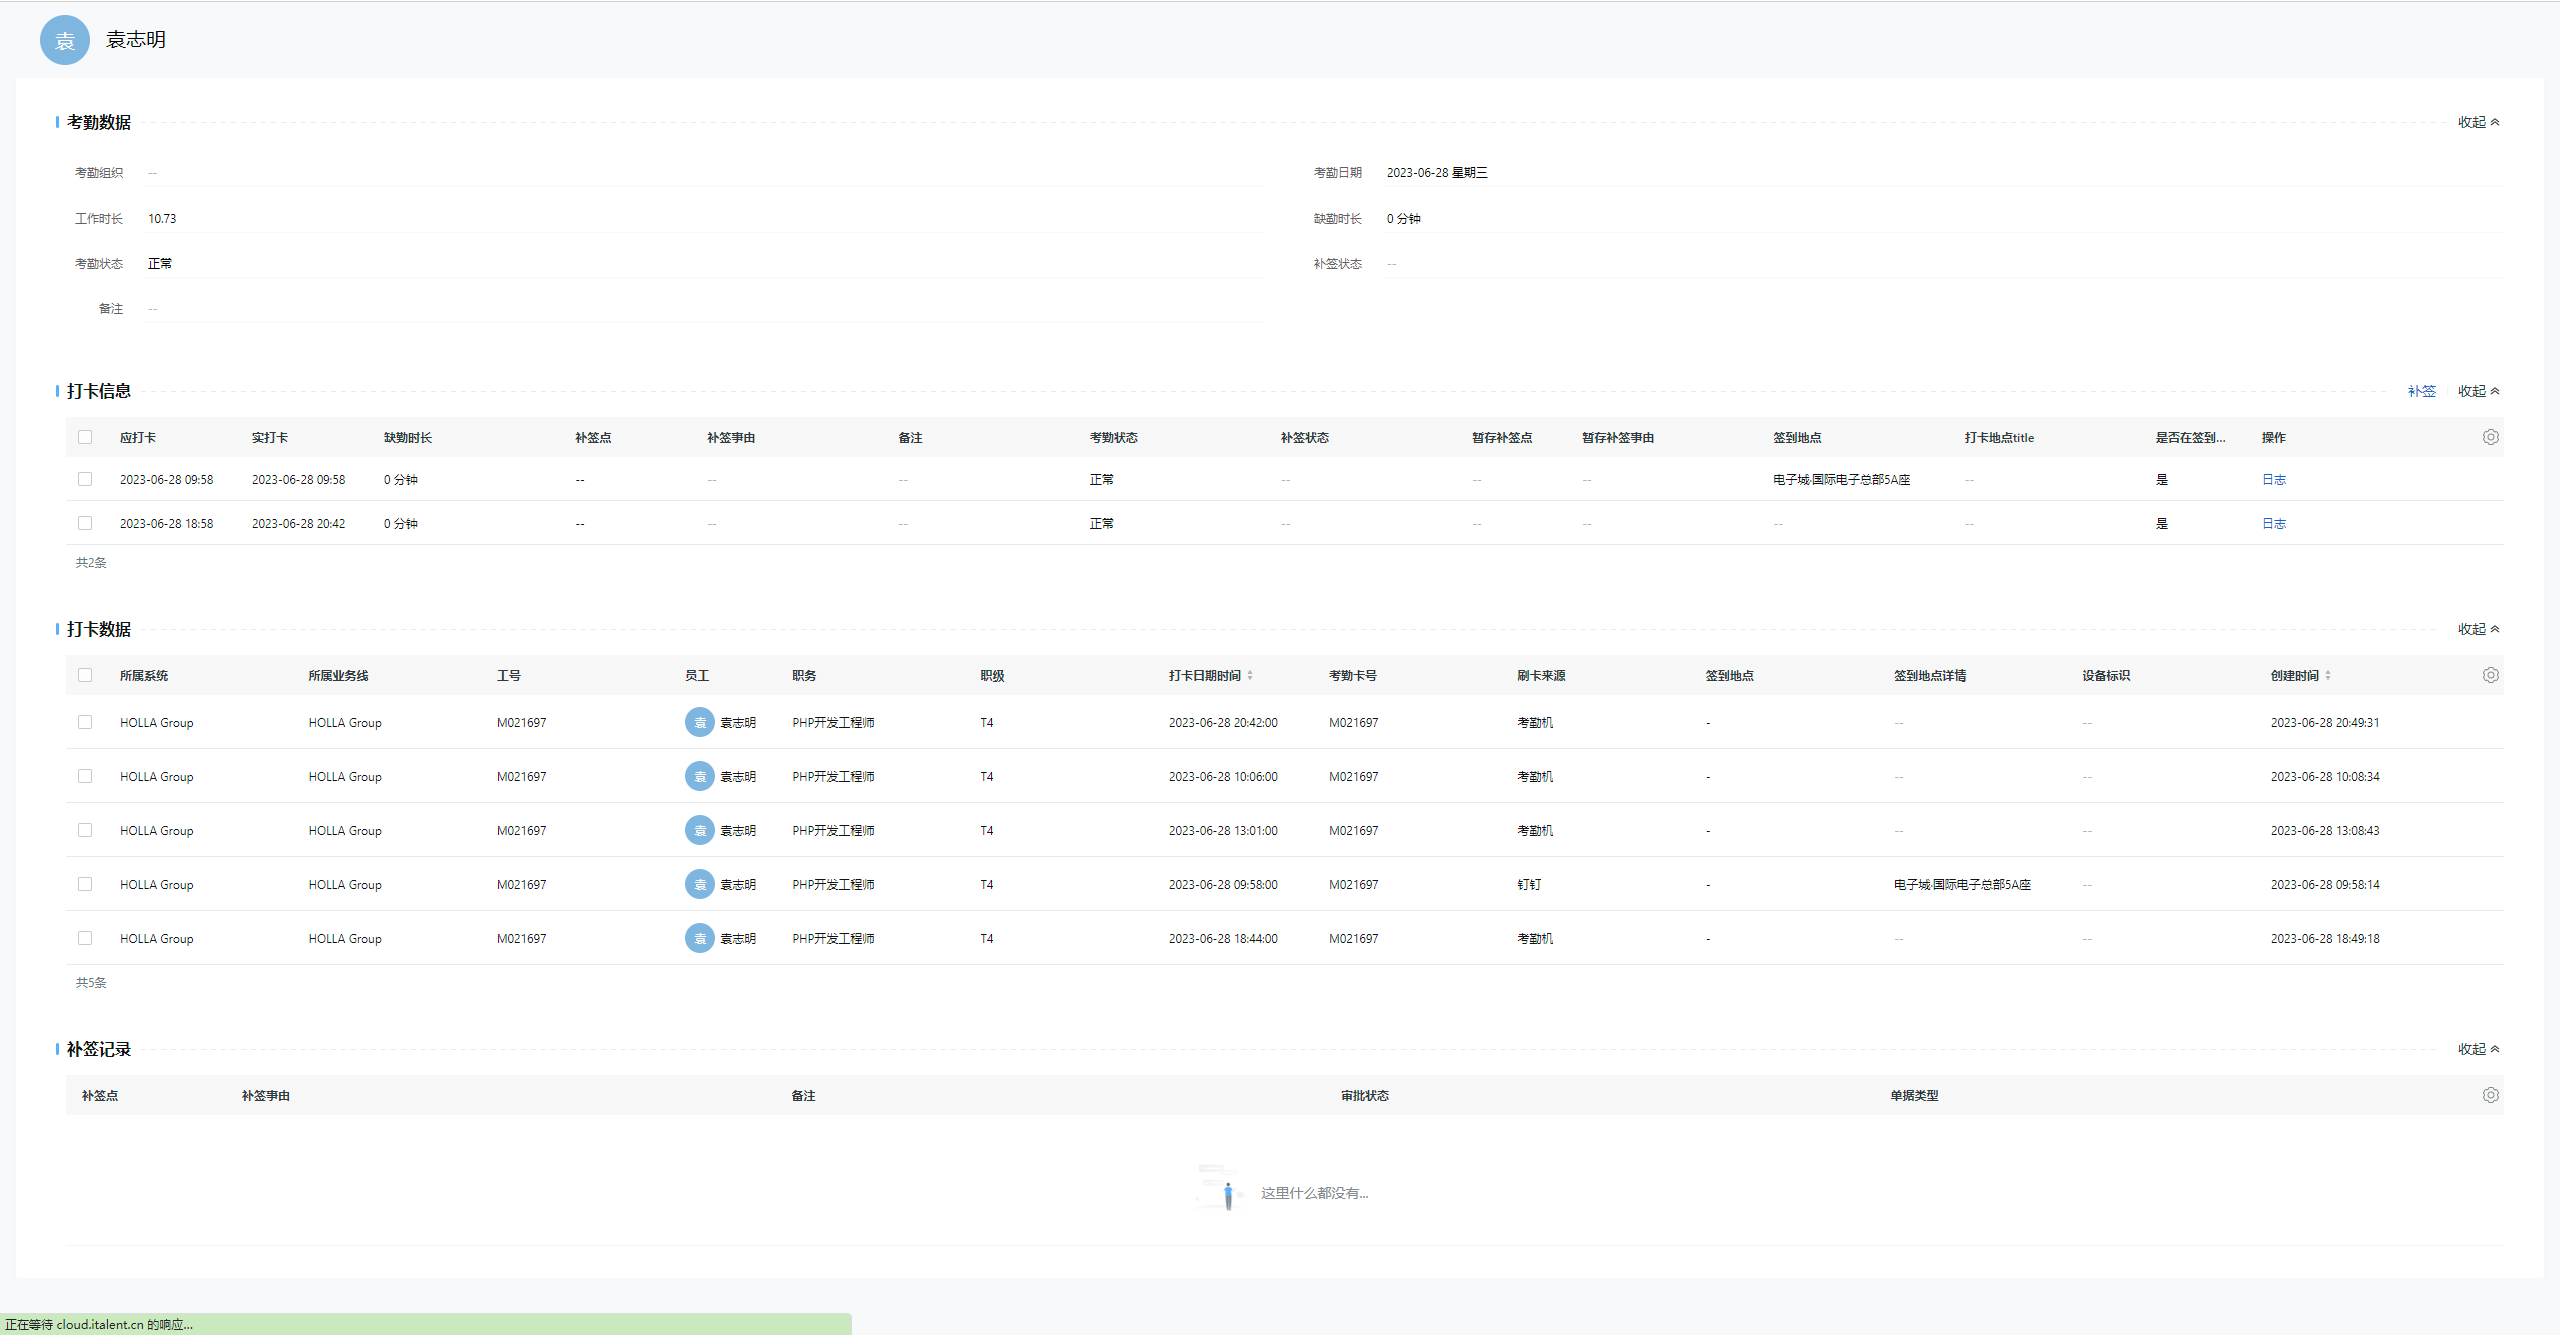 袁 袁志明
考勤数据 收起
考勤组织 -- 考勤日期 2023-06-28 星期三
工作时长 10.73 缺勤时长 0 分钟
考勤状态 正常 补签状态 --
备注 --
打卡信息 补签 收起
应打卡 实打卡 缺勤时长 补签点 补签事由 备注 考勤状态 补签状态 暂存补签点 暂存补签事由 签到地点 打卡地点title 是否在签到... 操作
2023-06-28 09:58 2023-06-28 09:58 0 分钟 -- -- -- 正常 -- -- -- 电子城·国际电子总部5A座 -- 是 日志
2023-06-28 18:58 2023-06-28 20:42 0 分钟 -- -- -- 正常 -- -- -- -- -- 是 日志
共2条
打卡数据 收起
所属系统 所属业务线 工号 员工 职务 职级 打卡日期时间 考勤卡号 刷卡来源 签到地点 签到地点详情 设备标识 创建时间
HOLLA Group HOLLA Group M021697 袁 袁志明 PHP开发工程师 T4 2023-06-28 20:42:00 M021697 考勤机 - -- -- 2023-06-28 20:49:31
HOLLA Group HOLLA Group M021697 袁 袁志明 PHP开发工程师 T4 2023-06-28 10:06:00 M021697 考勤机 - -- -- 2023-06-28 10:08:34
HOLLA Group HOLLA Group M021697 袁 袁志明 PHP开发工程师 T4 2023-06-28 13:01:00 M021697 考勤机 - -- -- 2023-06-28 13:08:43
HOLLA Group HOLLA Group M021697 袁 袁志明 PHP开发工程师 T4 2023-06-28 09:58:00 M021697 钉钉 - 电子城·国际电子总部5A座 -- 2023-06-28 09:58:14
HOLLA Group HOLLA Group M021697 袁 袁志明 PHP开发工程师 T4 2023-06-28 18:44:00 M021697 考勤机 - -- -- 2023-06-28 18:49:18
共5条
补签记录 收起
补签点 补签事由 备注 审批状态 单据类型
这里什么都没有...
正在等待 cloud.italent.cn 的响应...